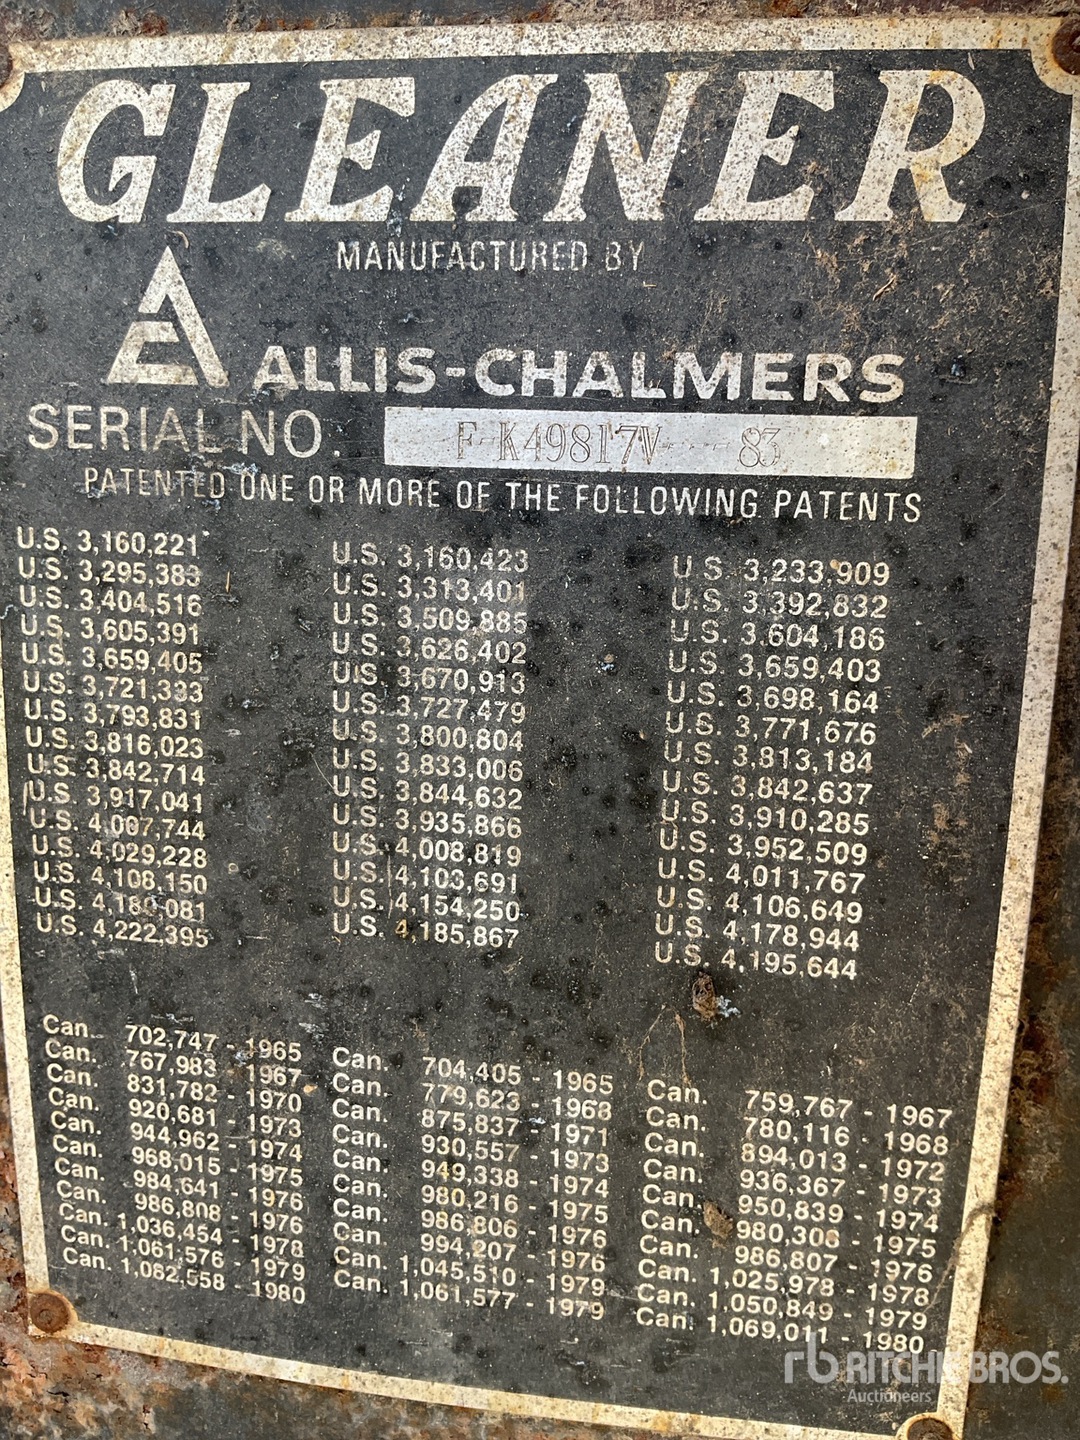 GLEANER
MANUFACTURED BY
ALLIS-CHALMERS
SERIAL NO. F-K49817V----83
PATENTED ONE OR MORE OF THE FOLLOWING PATENTS
U.S. 3,160,221 U.S. 3,160,423 U.S. 3,233,909
U.S. 3,295,383 U.S. 3,313,401 U.S. 3,392,832
U.S. 3,404,516 U.S. 3,509,885 U.S. 3,604,186
U.S. 3,605,391 U.S. 3,626,402 U.S. 3,659,403
U.S. 3,659,405 U.S. 3,670,913 U.S. 3,698,164
U.S. 3,721,333 U.S. 3,727,479 U.S. 3,771,676
U.S. 3,793,831 U.S. 3,800,804 U.S. 3,813,184
U.S. 3,816,023 U.S. 3,833,006 U.S. 3,842,637
U.S. 3,842,714 U.S. 3,844,632 U.S. 3,910,285
U.S. 3,917,041 U.S. 3,935,866 U.S. 3,952,509
U.S. 4,007,744 U.S. 4,008,819 U.S. 4,011,767
U.S. 4,029,228 U.S. 4,103,691 U.S. 4,106,649
U.S. 4,108,150 U.S. 4,154,250 U.S. 4,178,944
U.S. 4,180,081 U.S. 4,185,867 U.S. 4,195,644
U.S. 4,222,395
Can. 702,747 - 1965 Can. 704,405 - 1965 Can. 759,767 - 1967
Can. 767,983 - 1967 Can. 779,623 - 1968 Can. 780,116 - 1968
Can. 831,782 - 1970 Can. 875,837 - 1971 Can. 894,013 - 1972
Can. 920,681 - 1973 Can. 930,557 - 1973 Can. 936,367 - 1973
Can. 944,962 - 1974 Can. 949,338 - 1974 Can. 950,839 - 1974
Can. 968,015 - 1975 Can. 980,216 - 1975 Can. 980,308 - 1975
Can. 984,641 - 1976 Can. 986,806 - 1976 Can. 986,807 - 1976
Can. 986,808 - 1976 Can. 994,207 - 1976 Can. 1,025,978 - 1978
Can. 1,036,454 - 1978 Can. 1,045,510 - 1979 Can. 1,050,849 - 1979
Can. 1,061,576 - 1979 Can. 1,061,577 - 1979 Can. 1,069,011 - 1980
Can. 1,082,558 - 1980
rb RITCHIE BROS.
Auctioneers